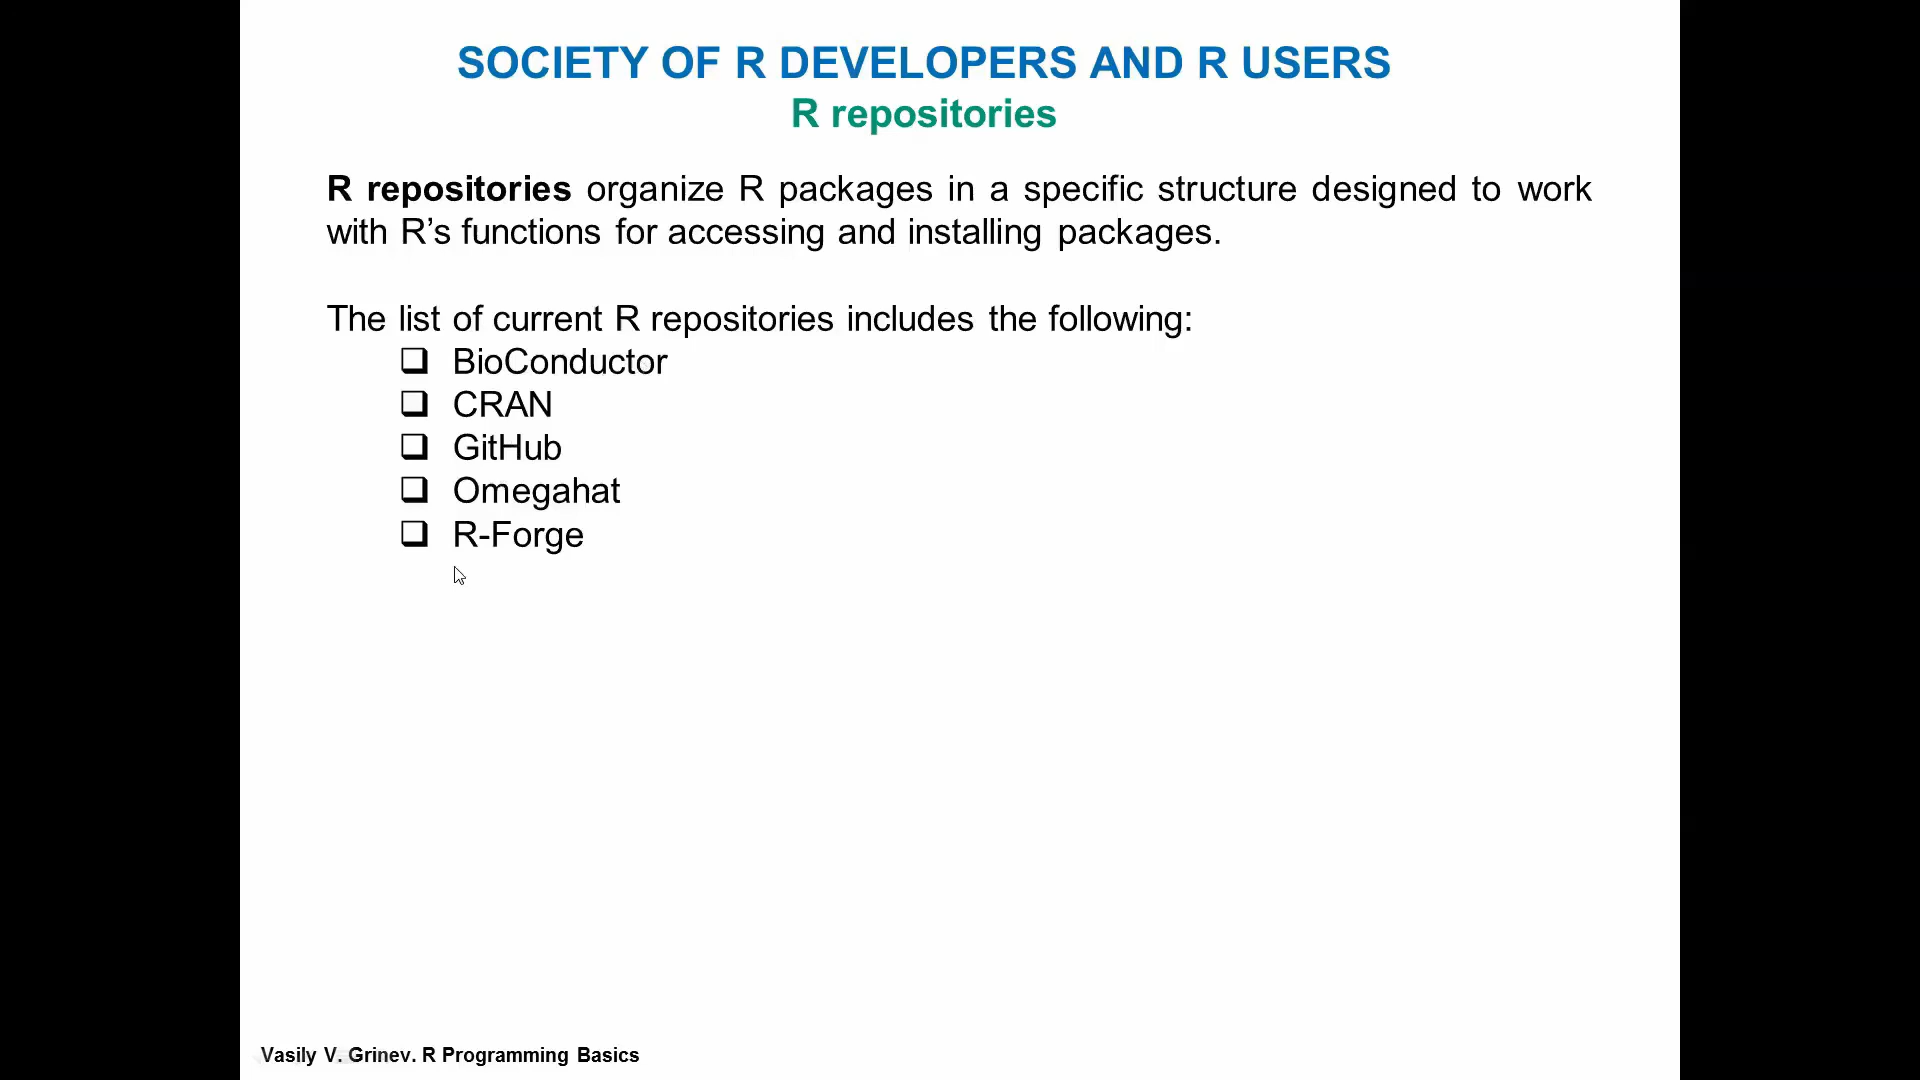 SOCIETY OF R DEVELOPERS AND R USERS
R repositories
R repositories organize R packages in a specific structure designed to work
with R’s functions for accessing and installing packages.
The list of current R repositories includes the following:
❑ BioConductor
❑ CRAN
❑ GitHub
❑ Omegahat
❑ R-Forge
Vasily V. Grinev. R Programming Basics